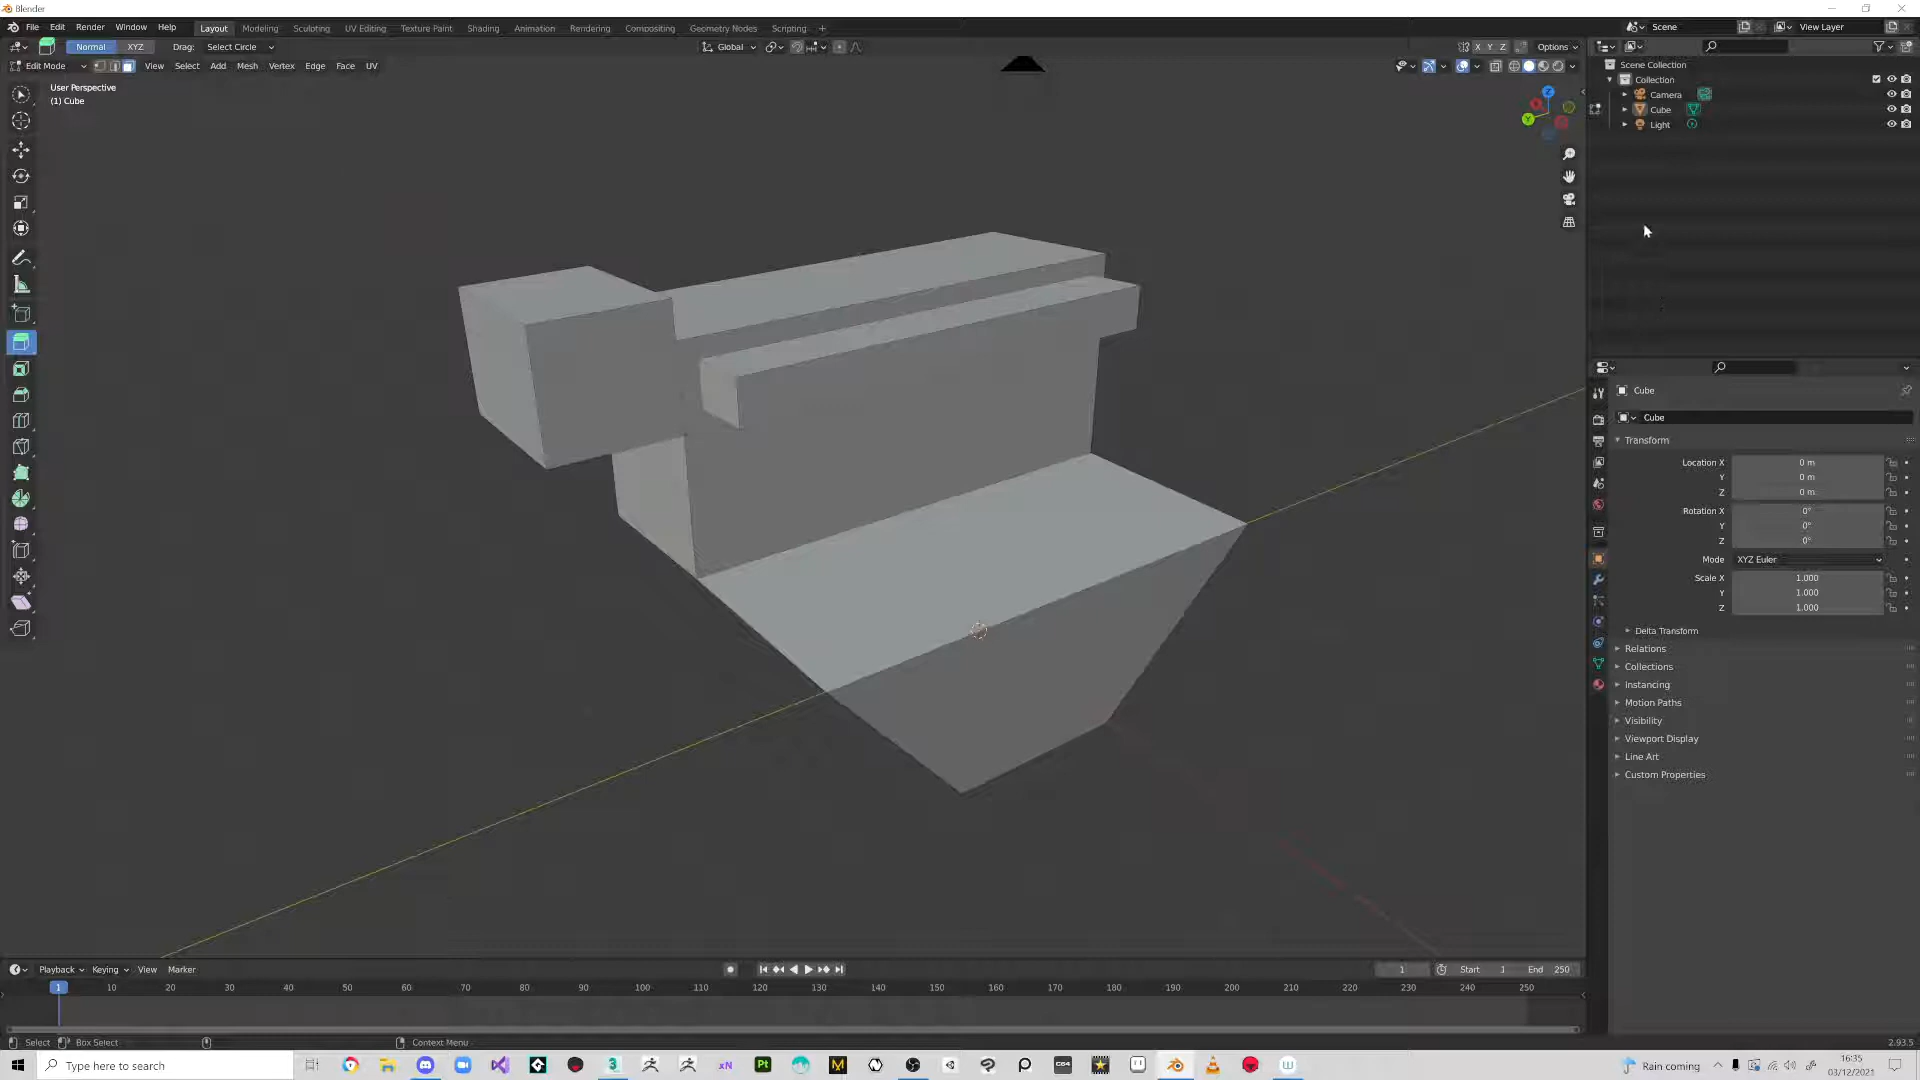 Blender
File Edit Render Window Help Layout Modeling Sculpting UV Editing Texture Paint Shading Animation Rendering Compositing Geometry Nodes Scripting + Scene View Layer
Normal XYZ Drag: Select Circle Global X Y Z Options
Edit Mode View Select Add Mesh Vertex Edge Face UV
User Perspective
(1) Cube
Z
Y
Scene Collection
Collection
Camera
Cube
Light
Cube
Cube
Transform
Location X 0 m
Y 0 m
Z 0 m
Rotation X 0°
Y 0°
Z 0°
Mode XYZ Euler
Scale X 1.000
Y 1.000
Z 1.000
Delta Transform
Relations
Collections
Instancing
Motion Paths
Visibility
Viewport Display
Line Art
Custom Properties
Playback Keying View Marker 1 Start 1 End 250
1 10 20 30 40 50 60 70 80 90 100 110 120 130 140 150 160 170 180 190 200 210 220 230 240 250
Select Box Select Context Menu 2.93.5
Type here to search xN Pt M C64 Rain coming 16:35
03/12/2021